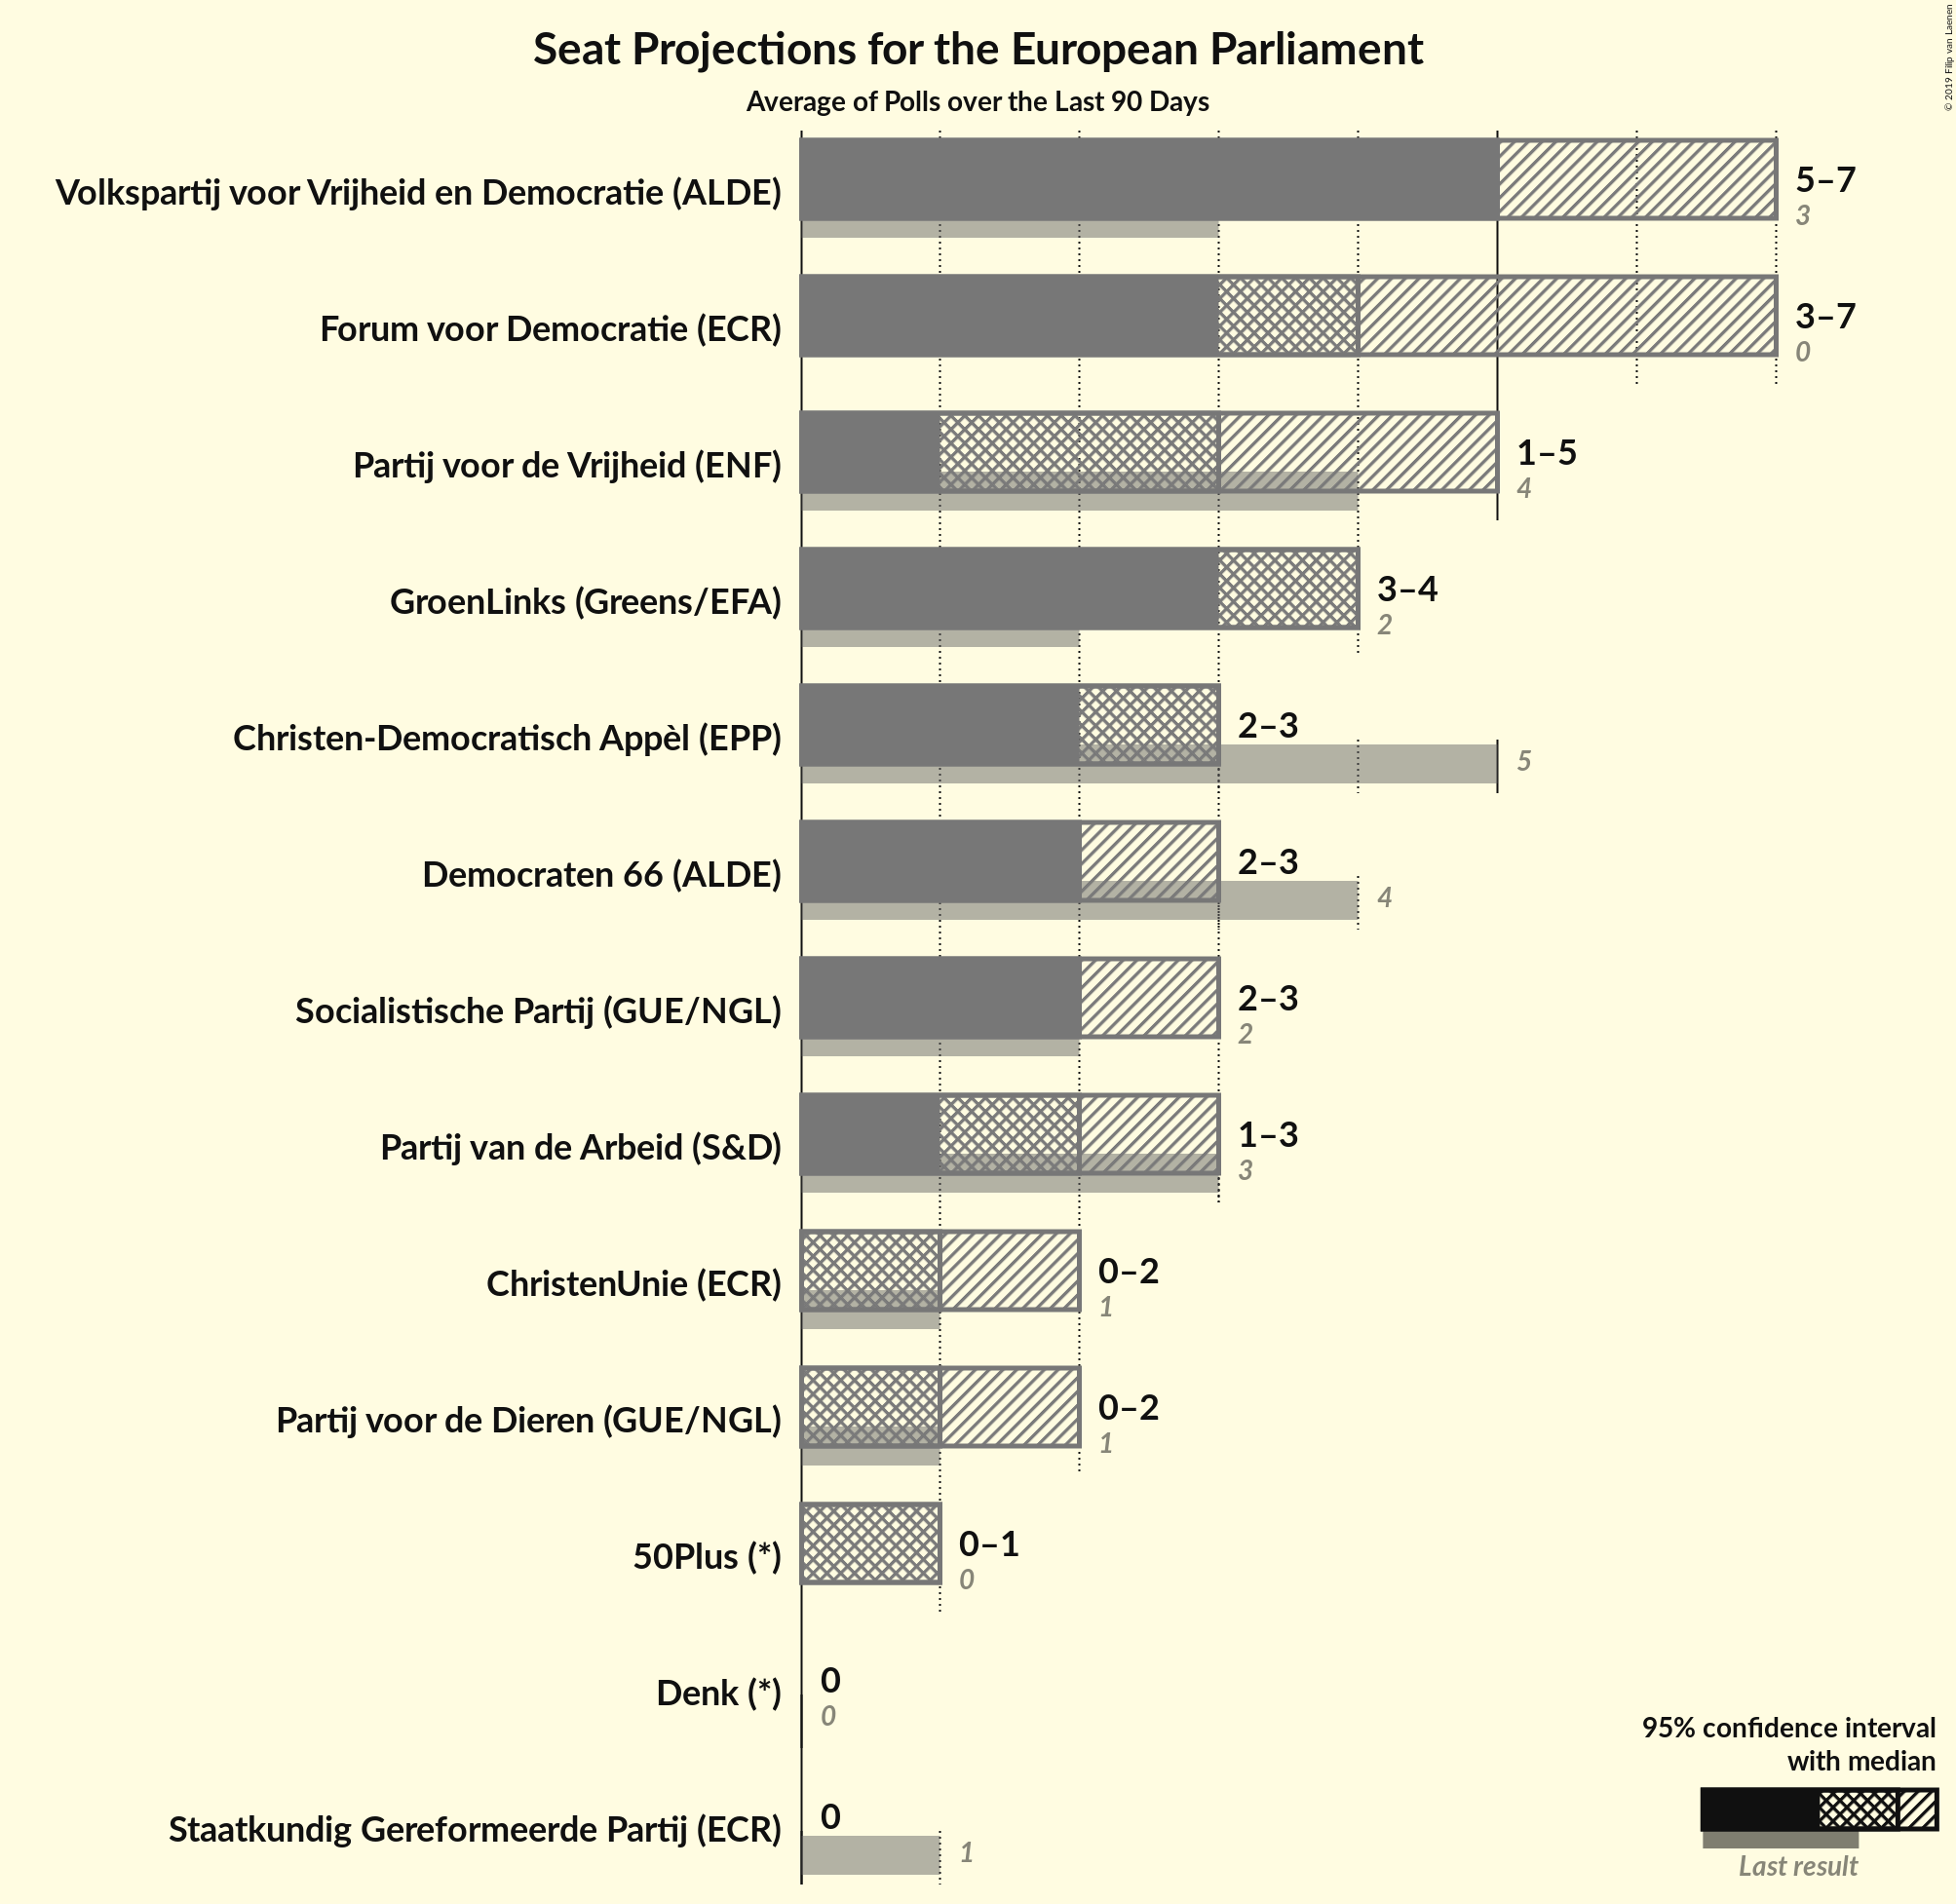 Seat Projections for the European Parliament
Average of Polls over the Last 90 Days
© 2019 Filip van Laenen
Volkspartij voor Vrijheid en Democratie (ALDE)
5–7
3
Forum voor Democratie (ECR)
3–7
0
Partij voor de Vrijheid (ENF)
1–5
4
GroenLinks (Greens/EFA)
3–4
2
Christen-Democratisch Appèl (EPP)
2–3
5
Democraten 66 (ALDE)
2–3
4
Socialistische Partij (GUE/NGL)
2–3
2
Partij van de Arbeid (S&D)
1–3
3
ChristenUnie (ECR)
0–2
1
Partij voor de Dieren (GUE/NGL)
0–2
1
50Plus (*)
0–1
0
Denk (*)
0
0
Staatkundig Gereformeerde Partij (ECR)
0
1
95% confidence interval
with median
Last result